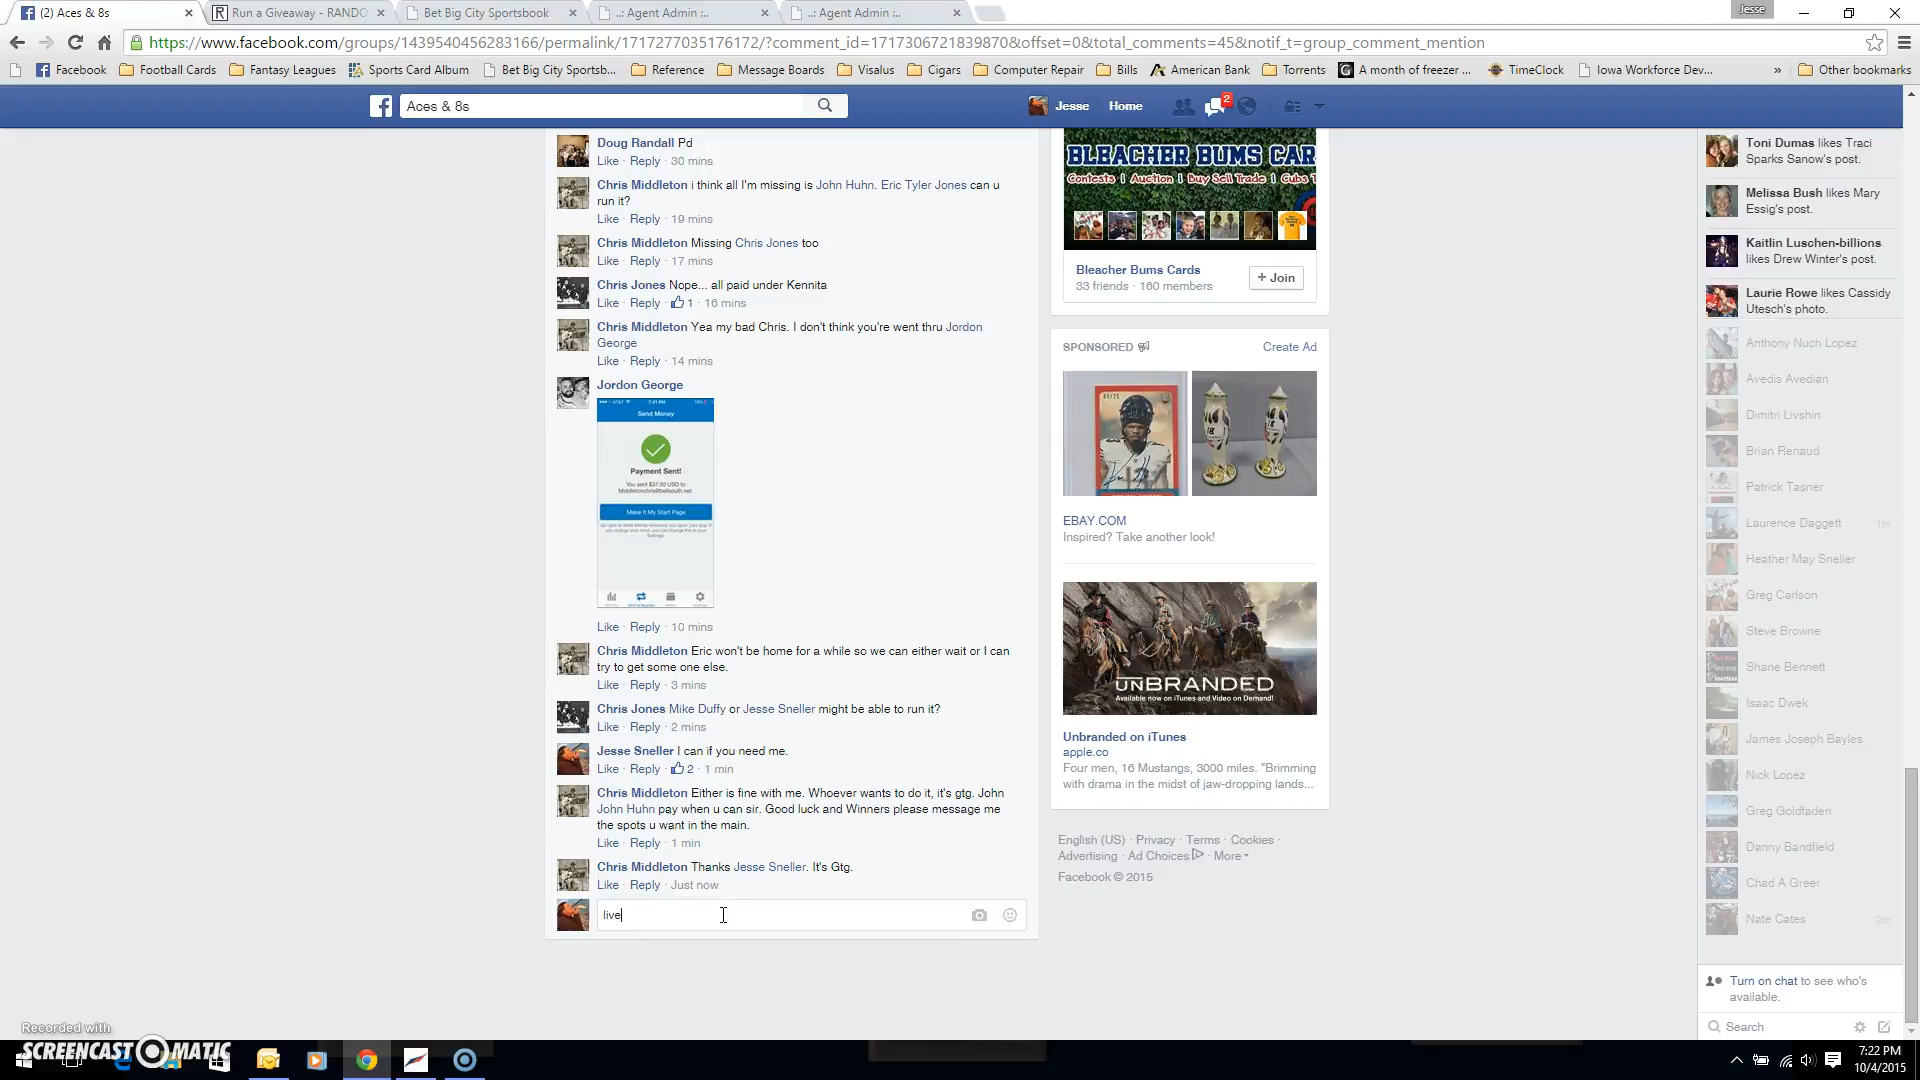 (2) Aces & 8s
Run a Giveaway - RANDO
Bet Big City Sportsbook
..: Agent Admin :..
..: Agent Admin :..
Jesse
https://www.facebook.com/groups/1439540456283166/permalink/1717277035176172/?comment_id=1717306721839870&offset=0&total_comments=45&notif_t=group_comment_mention
Facebook
Football Cards
Fantasy Leagues
Sports Card Album
Bet Big City Sportsb...
Reference
Message Boards
Visalus
Cigars
Computer Repair
Bills
American Bank
Torrents
A month of freezer ...
TimeClock
Iowa Workforce Dev...
»
Other bookmarks
Aces & 8s
Jesse
Home
2
Doug Randall Pd
Like · Reply · 30 mins
Chris Middleton i think all I'm missing is John Huhn. Eric Tyler Jones can u
run it?
Like · Reply · 19 mins
Chris Middleton Missing Chris Jones too
Like · Reply · 17 mins
Chris Jones Nope... all paid under Kennita
Like · Reply · 1 · 16 mins
Chris Middleton Yea my bad Chris. I don't think you're went thru Jordon
George
Like · Reply · 14 mins
Jordon George
Send Money
Payment Sent!
You sent $37.50 USD to
Middletonchris@bellsouth.net
Make It My Start Page
Like · Reply · 10 mins
Chris Middleton Eric won't be home for a while so we can either wait or I can
try to get some one else.
Like · Reply · 3 mins
Chris Jones Mike Duffy or Jesse Sneller might be able to run it?
Like · Reply · 2 mins
Jesse Sneller I can if you need me.
Like · Reply · 2 · 1 min
Chris Middleton Either is fine with me. Whoever wants to do it, it's gtg. John
John Huhn pay when u can sir. Good luck and Winners please message me
the spots u want in the main.
Like · Reply · 1 min
Chris Middleton Thanks Jesse Sneller. It's Gtg.
Like · Reply · Just now
live
BLEACHER BUMS CAR
Contests | Auction | Buy Sell Trade | Cubs T
Bleacher Bums Cards
33 friends · 160 members
+ Join
SPONSORED
Create Ad
EBAY.COM
Inspired? Take another look!
UNBRANDED
Available now on iTunes and Video on Demand!
Unbranded on iTunes
apple.co
Four men, 16 Mustangs, 3000 miles. "Brimming
with drama in the midst of jaw-dropping lands...
English (US) · Privacy · Terms · Cookies ·
Advertising · Ad Choices · More
Facebook © 2015
Toni Dumas likes Traci
Sparks Sanow's post.
Melissa Bush likes Mary
Essig's post.
Kaitlin Luschen-billions
likes Drew Winter's post.
Laurie Rowe likes Cassidy
Utesch's photo.
Anthony Nuch Lopez
Avedis Avedian
Dimitri Livshin
Brian Renaud
Patrick Tasner
Laurence Daggett 1m
Heather May Sneller
Greg Carlson
Steve Browne
Shane Bennett
Isaac Dwek
James Joseph Bayles
Nick Lopez
Greg Goldfaden
Danny Bandfield
Chad A Greer
Nate Cates 2m
Turn on chat to see who's
available.
Search
Recorded with
SCREENCAST MATIC
7:22 PM
10/4/2015